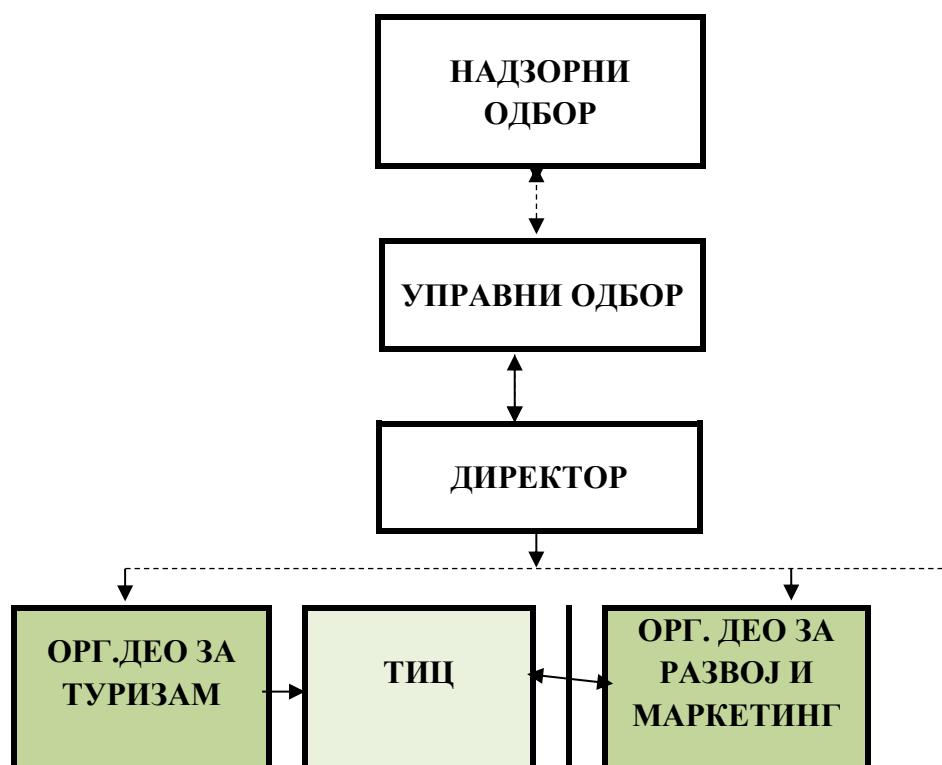 НАДЗОРНИ
ОДБОР
УПРАВНИ ОДБОР
ДИРЕКТОР
ОРГ.ДЕО ЗА
ТУРИЗАМ
ТИЦ
ОРГ. ДЕО ЗА
РАЗВОЈ И
МАРКЕТИНГ